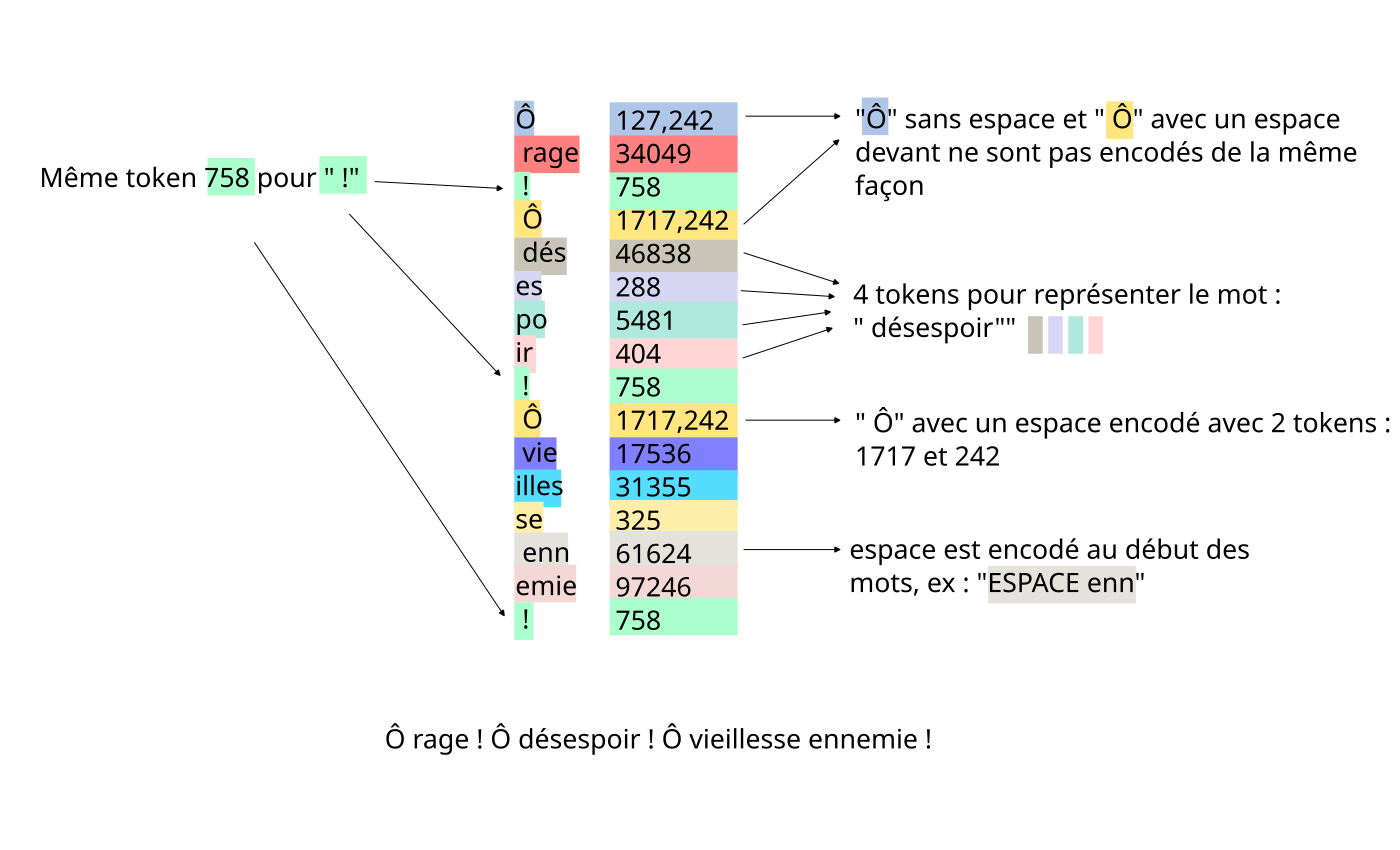 Même token 758 pour " !"
Ô 127,242
rage 34049
! 758
Ô 1717,242
dés 46838
es 288
po 5481
ir 404
! 758
Ô 1717,242
vie 17536
illes 31355
se 325
enn 61624
emie 97246
! 758
"Ô" sans espace et " Ô" avec un espace
devant ne sont pas encodés de la même
façon
4 tokens pour représenter le mot :
" désespoir""
" Ô" avec un espace encodé avec 2 tokens :
1717 et 242
espace est encodé au début des
mots, ex : "ESPACE enn"
Ô rage ! Ô désespoir ! Ô vieillesse ennemie !